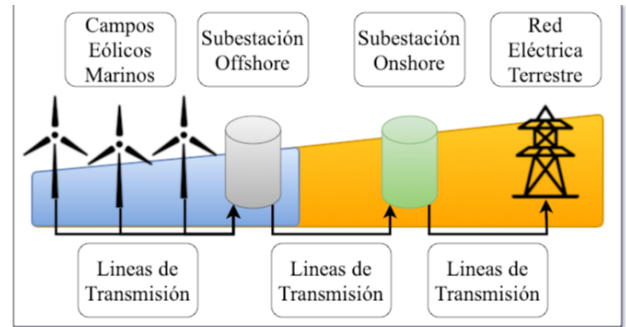 Campos
Eólicos
Marinos
Subestación
Offshore
Subestación
Onshore
Red
Eléctrica
Terrestre
Lineas de
Transmisión
Lineas de
Transmisión
Lineas de
Transmisión